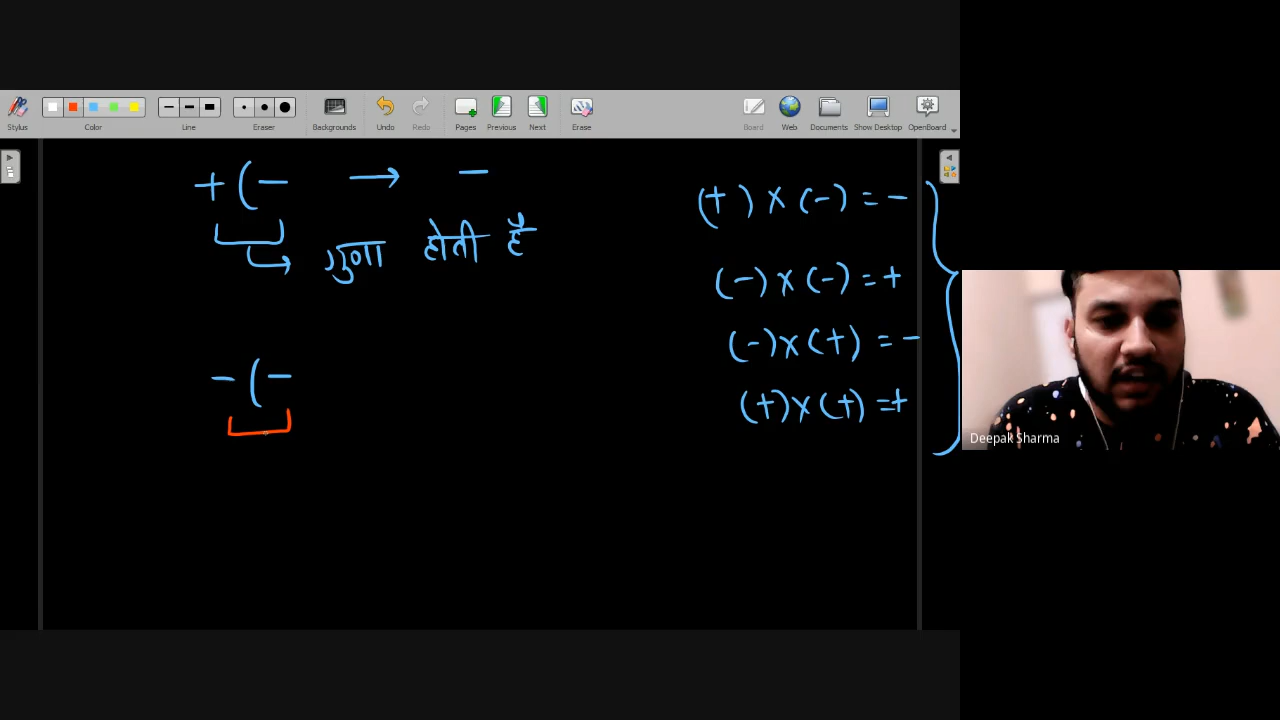 Stylus Color Line Eraser Backgrounds Undo Redo Pages Previous Next Erase Board Web Documents Show Desktop OpenBoard
+(- → -
गुणा होती है
-(-
(+) x (-) = -
(-) x (-) = +
(-) x (+) = -
(+) x (+) = +
Deepak Sharma